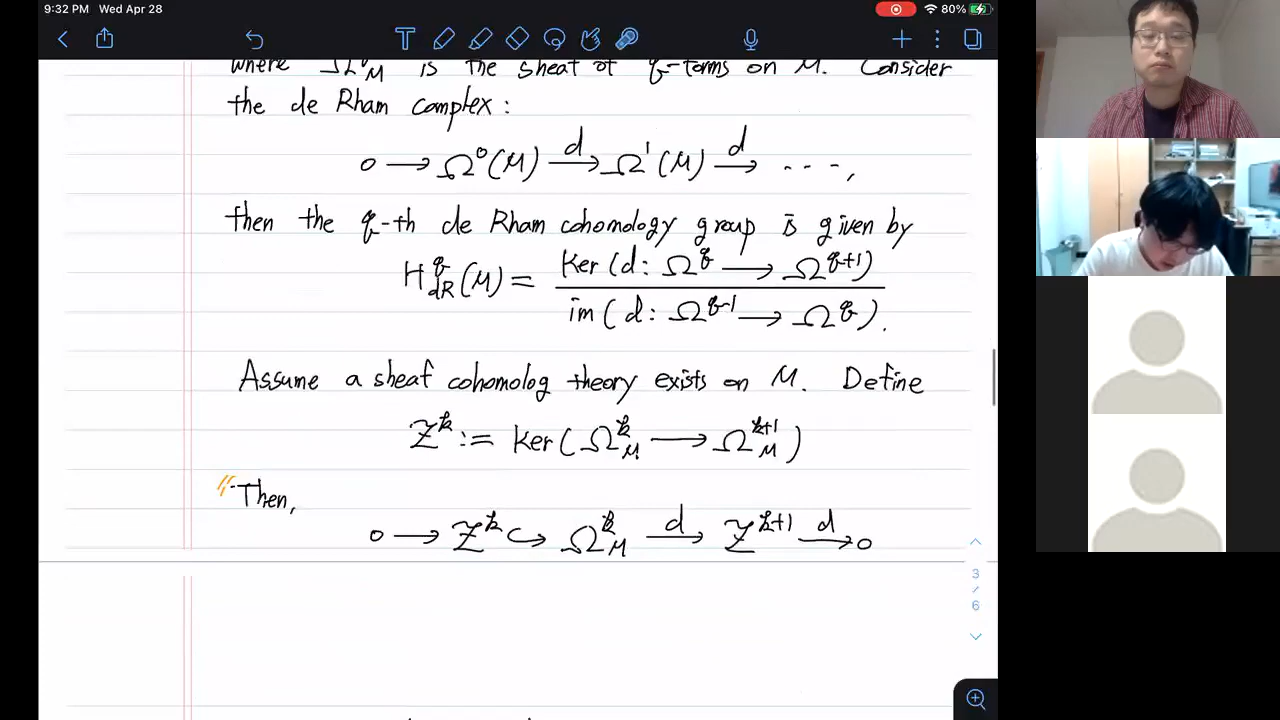 9:32 PM Wed Apr 28
80%
where Ω^q_M is the sheaf of q-forms on M. Consider
the de Rham complex:
0 → Ω^0(M) →^d Ω^1(M) →^d ...,
then the q-th de Rham cohomology group is given by
H^q_dR(M) = ker(d: Ω^q → Ω^{q+1}) / im(d: Ω^{q-1} → Ω^q).
Assume a sheaf cohomolog theory exists on M. Define
Z^k := ker(Ω^k_M → Ω^{k+1}_M)
Then,
0 → Z^k ↪ Ω^k_M →^d Z^{k+1} →^d 0
3
/
6